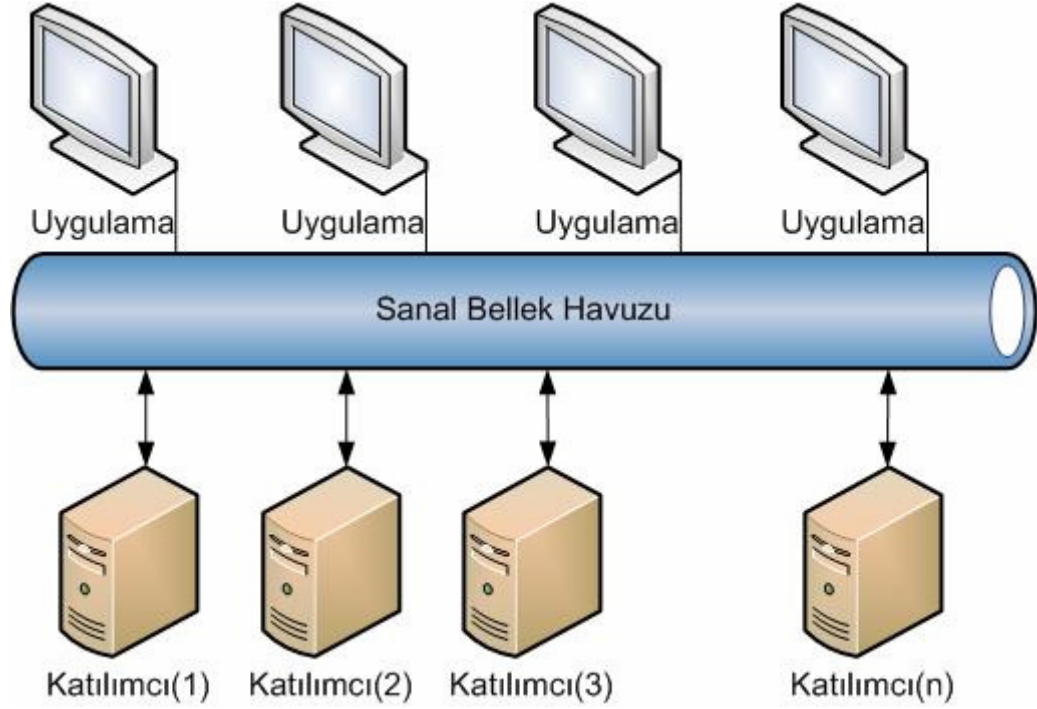 Uygulama Uygulama Uygulama Uygulama
Sanal Bellek Havuzu
Katılımcı(1) Katılımcı(2) Katılımcı(3) Katılımcı(n)